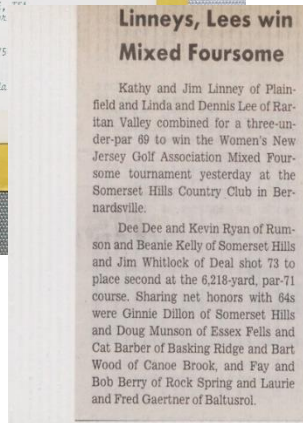 Linneys, Lees win
Mixed Foursome
Kathy and Jim Linney of Plain-
field and Linda and Dennis Lee of Rar-
itan Valley combined for a three-un-
der-par 69 to win the Women's New
Jersey Golf Association Mixed Four-
some tournament yesterday at the
Somerset Hills Country Club in Ber-
nardsville.
Dee Dee and Kevin Ryan of Rum-
son and Beanie Kelly of Somerset Hills
and Jim Whitlock of Deal shot 73 to
place second at the 6,218-yard, par-71
course. Sharing net honors with 64s
were Ginnie Dillon of Somerset Hills
and Doug Munson of Essex Fells and
Cat Barber of Basking Ridge and Bart
Wood of Canoe Brook, and Fay and
Bob Berry of Rock Spring and Laurie
and Fred Gaertner of Baltusrol.